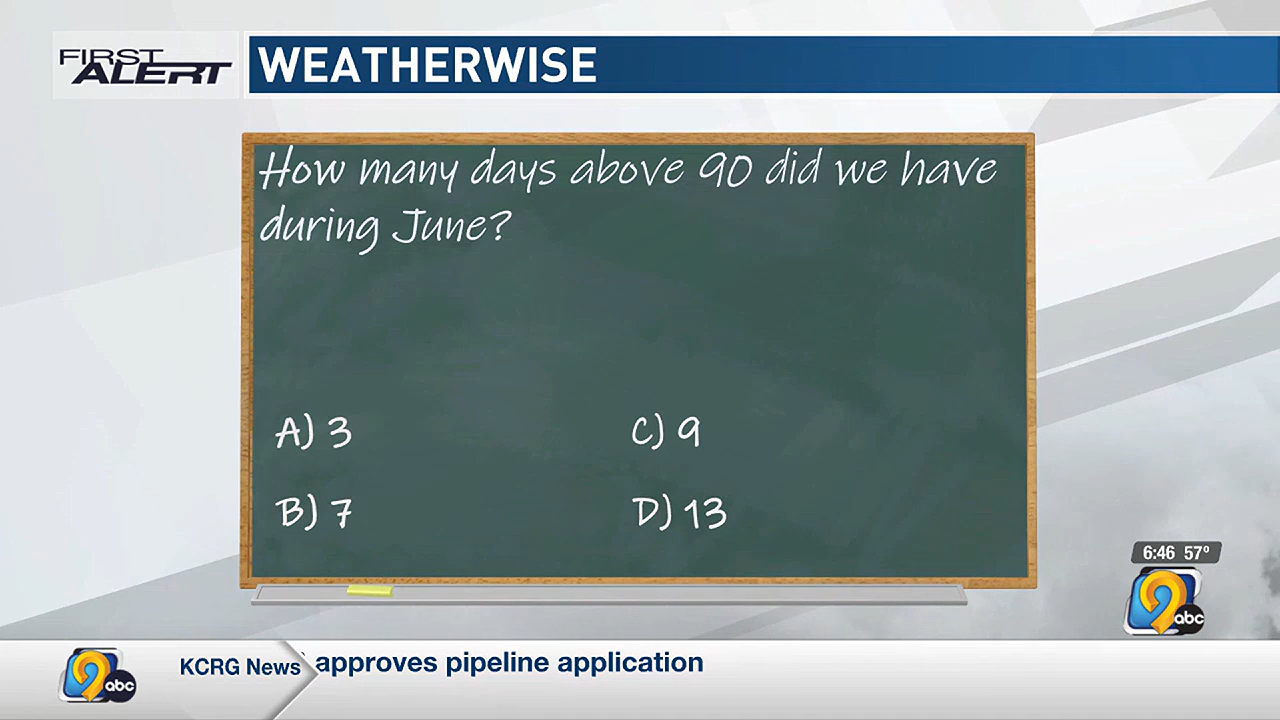 FIRST
ALERT
WEATHERWISE
How many days above 90 did we have
during June?
A) 3
C) 9
B) 7
D) 13
6:46 57°
9 abc
9 abc
KCRG News
approves pipeline application